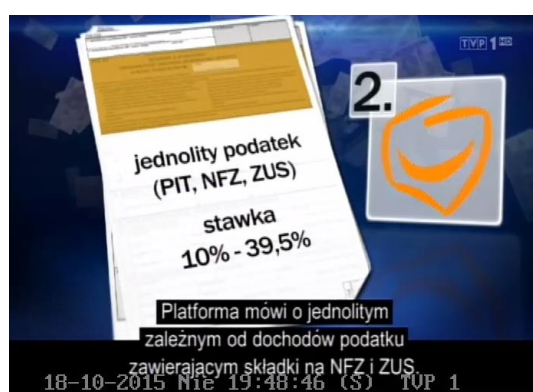 TVP 1 HD
2.
jednolity podatek
(PIT, NFZ, ZUS)
stawka
10% - 39,5%
Platforma mówi o jednolitym
zależnym od dochodów podatku
zawierającym składki na NFZ i ZUS.
18-10-2015 Nie 19:48:46 (S) TVP 1